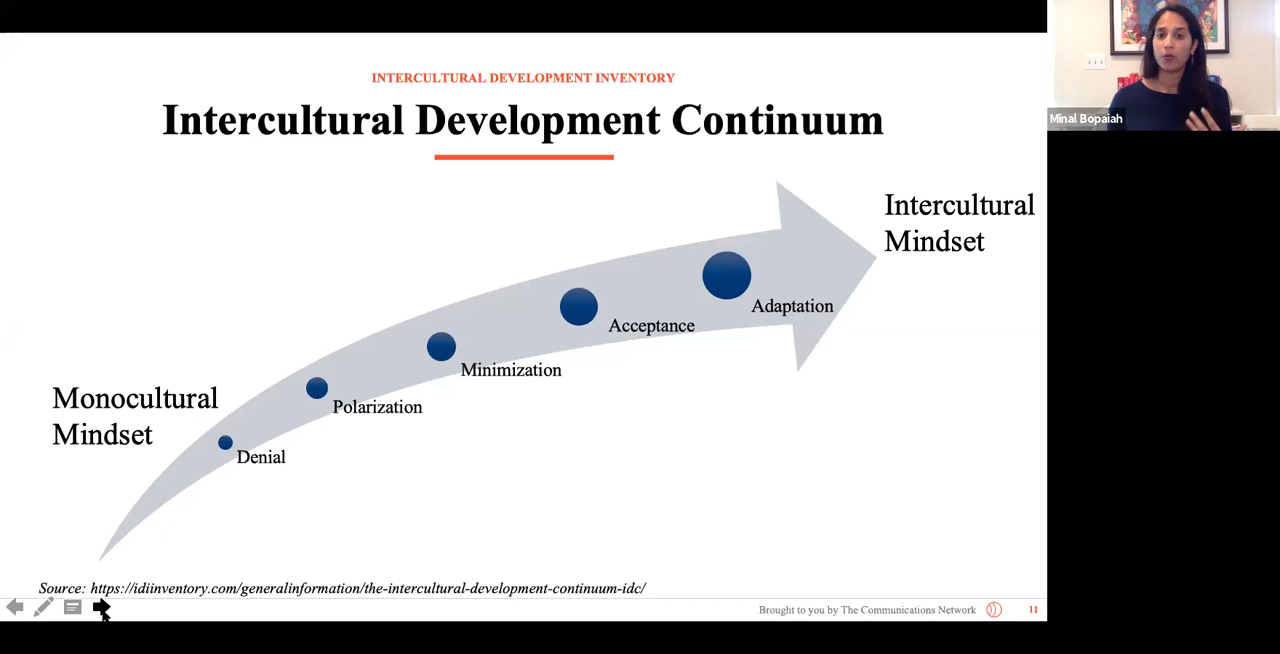 INTERCULTURAL DEVELOPMENT INVENTORY
Intercultural Development Continuum
Minal Bopaiah
Intercultural
Mindset
Adaptation
Acceptance
Minimization
Polarization
Denial
Monocultural
Mindset
Source: https://idiinventory.com/generalinformation/the-intercultural-development-continuum-idc/
Brought to you by The Communications Network
11